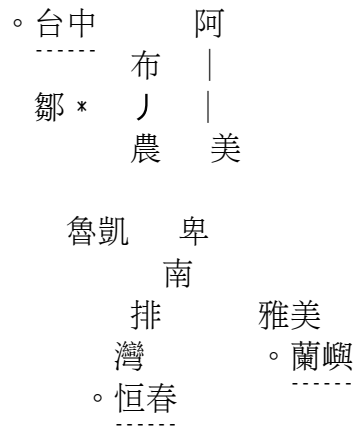 。台中 阿
布 |
鄒 * 丿 |
農 美
魯凱 卑
南
排 雅美
灣 。蘭嶼
。恒春